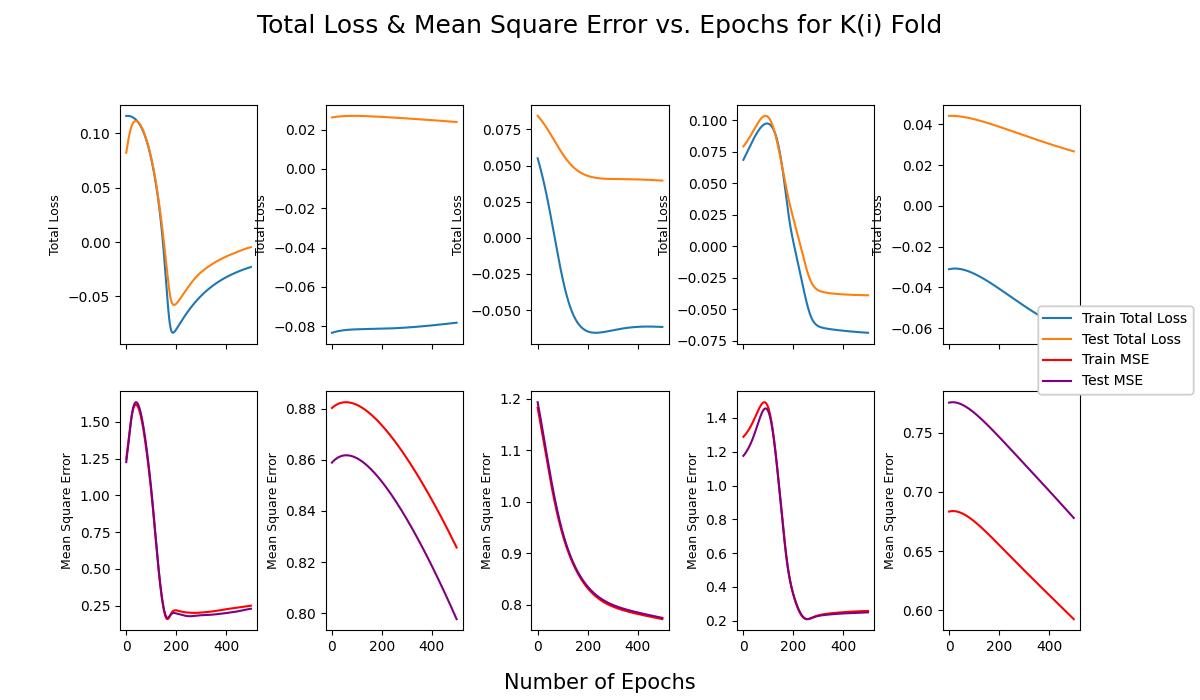 Total Loss & Mean Square Error vs. Epochs for K(i) Fold
Total Loss
0.10
0.05
0.00
−0.05
Total Loss
0.02
0.00
−0.02
−0.04
−0.06
−0.08
Total Loss
0.075
0.050
0.025
0.000
−0.025
−0.050
Total Loss
0.100
0.075
0.050
0.025
0.000
−0.025
−0.050
−0.075
Total Loss
0.04
0.02
0.00
−0.02
−0.04
−0.06
Train Total Loss
Test Total Loss
Train MSE
Test MSE
Mean Square Error
1.50
1.25
1.00
0.75
0.50
0.25
0 200 400
Mean Square Error
0.88
0.86
0.84
0.82
0.80
0 200 400
Mean Square Error
1.2
1.1
1.0
0.9
0.8
0 200 400
Mean Square Error
1.4
1.2
1.0
0.8
0.6
0.4
0.2
0 200 400
Mean Square Error
0.75
0.70
0.65
0.60
0 200 400
Number of Epochs